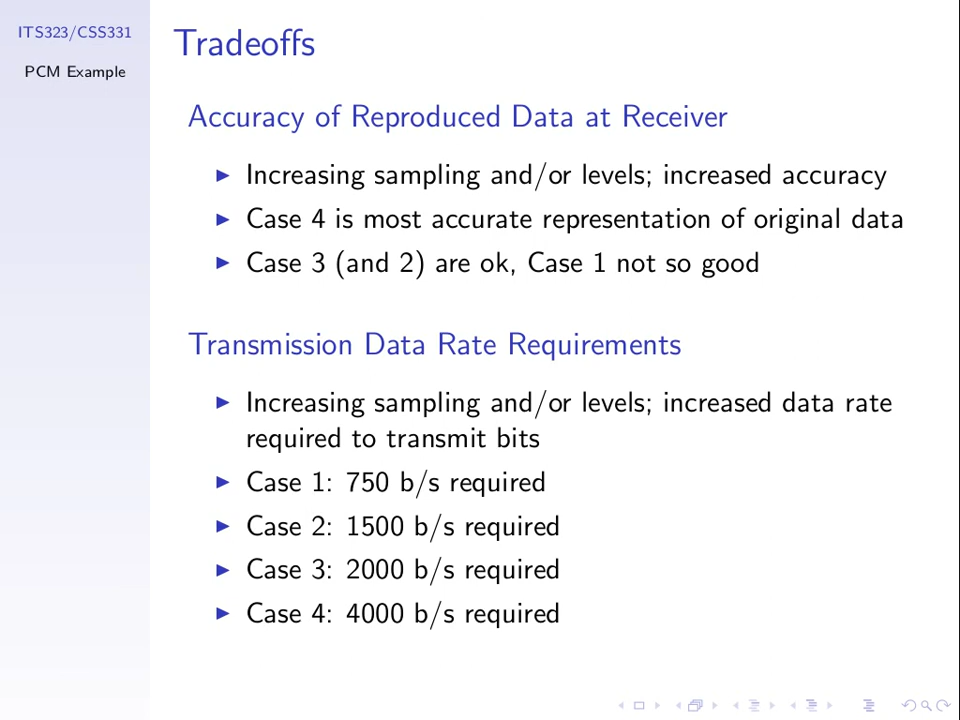 ITS323/CSS331
PCM Example
Tradeoffs
Accuracy of Reproduced Data at Receiver
Increasing sampling and/or levels; increased accuracy
Case 4 is most accurate representation of original data
Case 3 (and 2) are ok, Case 1 not so good
Transmission Data Rate Requirements
Increasing sampling and/or levels; increased data rate
required to transmit bits
Case 1: 750 b/s required
Case 2: 1500 b/s required
Case 3: 2000 b/s required
Case 4: 4000 b/s required